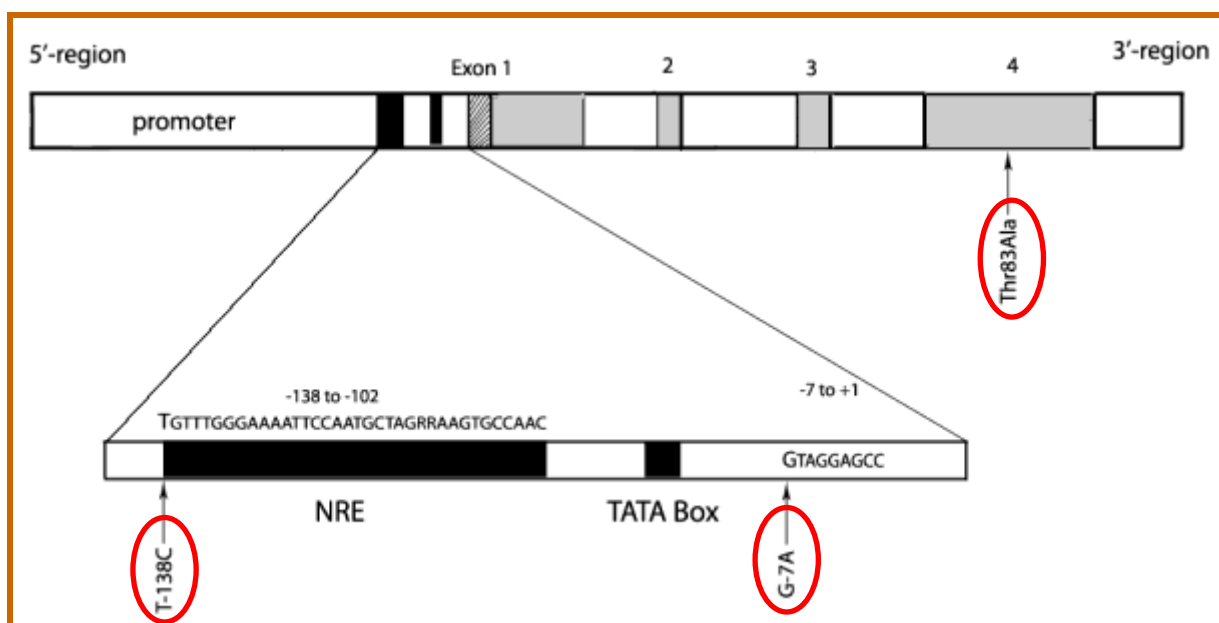 5'-region
3'-region
Exon 1 2 3 4
promoter
Thr83Ala
-138 to -102
-7 to +1
TGTTTGGGAAAATTCCAATGCTAGRRAAGTGCCAAC
GTAGGAGCC
NRE
TATA Box
T-138C
G-7A